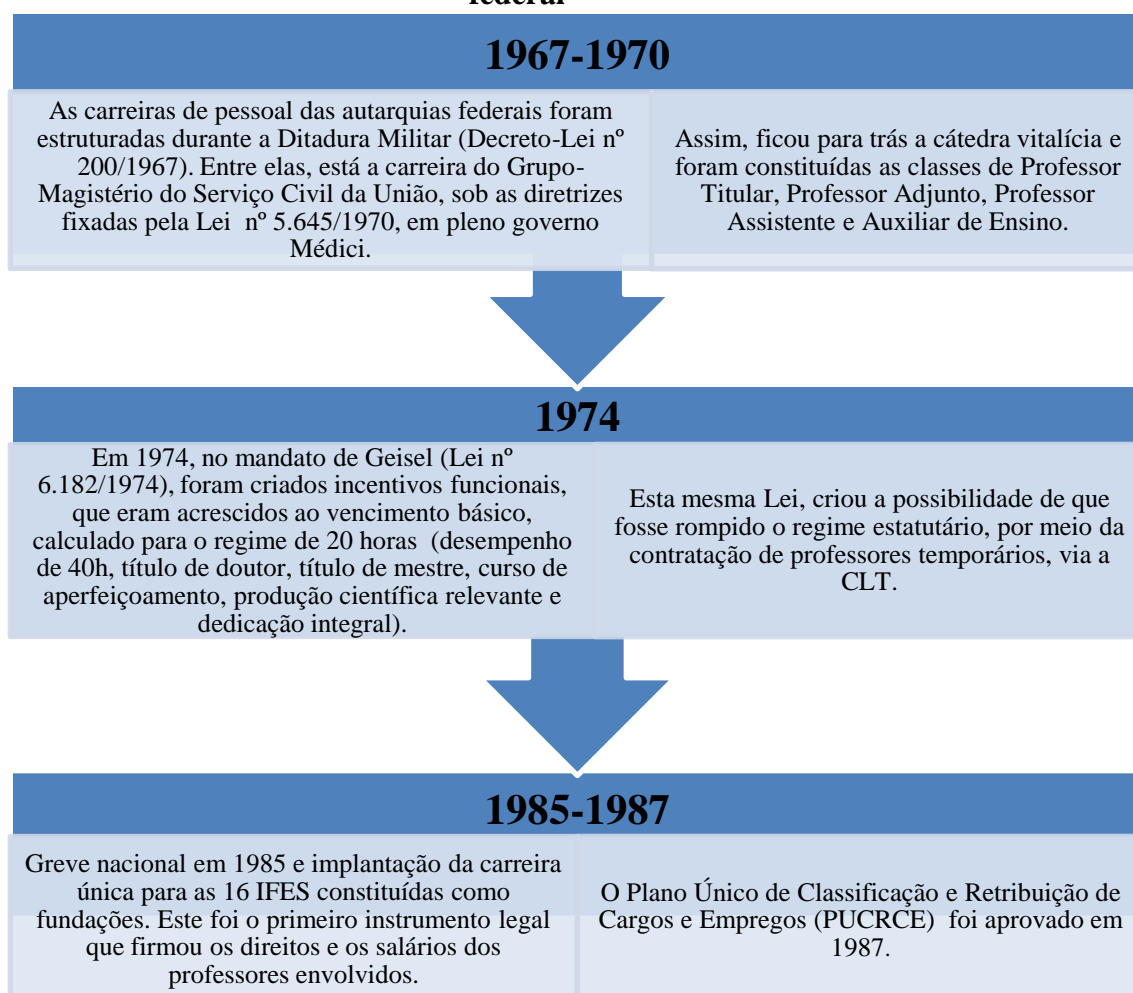 federal
1967-1970
As carreiras de pessoal das autarquias federais foram
estruturadas durante a Ditadura Militar (Decreto-Lei nº
200/1967). Entre elas, está a carreira do Grupo-
Magistério do Serviço Civil da União, sob as diretrizes
fixadas pela Lei nº 5.645/1970, em pleno governo
Médici.
Assim, ficou para trás a cátedra vitalícia e
foram constituídas as classes de Professor
Titular, Professor Adjunto, Professor
Assistente e Auxiliar de Ensino.
1974
Em 1974, no mandato de Geisel (Lei nº
6.182/1974), foram criados incentivos funcionais,
que eram acrescidos ao vencimento básico,
calculado para o regime de 20 horas (desempenho
de 40h, título de doutor, título de mestre, curso de
aperfeiçoamento, produção científica relevante e
dedicação integral).
Esta mesma Lei, criou a possibilidade de que
fosse rompido o regime estatutário, por meio da
contratação de professores temporários, via a
CLT.
1985-1987
Greve nacional em 1985 e implantação da carreira
única para as 16 IFES constituídas como
fundações. Este foi o primeiro instrumento legal
que firmou os direitos e os salários dos
professores envolvidos.
O Plano Único de Classificação e Retribuição de
Cargos e Empregos (PUCRCE) foi aprovado em
1987.